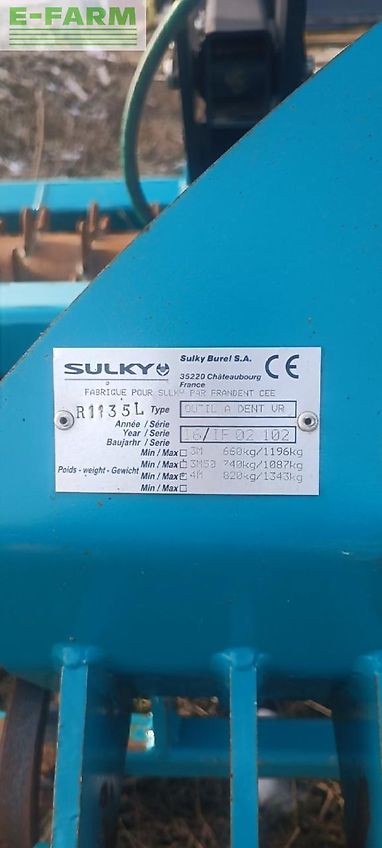 E-FARM
SULKY
Sulky Burel S.A.
35220 Châteaubourg
France
CE
FABRIQUE POUR SULKY PAR FRANDENT CEE
R1135L Type OUTIL A DENT VR
Année / Série
Year / Serie 16/IF 02 102
Baujarhr / Serie
Min / Max 3M 660kg/1196kg
Poids - weight - Gewicht Min / Max 3M50 740kg/1087kg
Min / Max 4M 820kg/1343kg
Min / Max